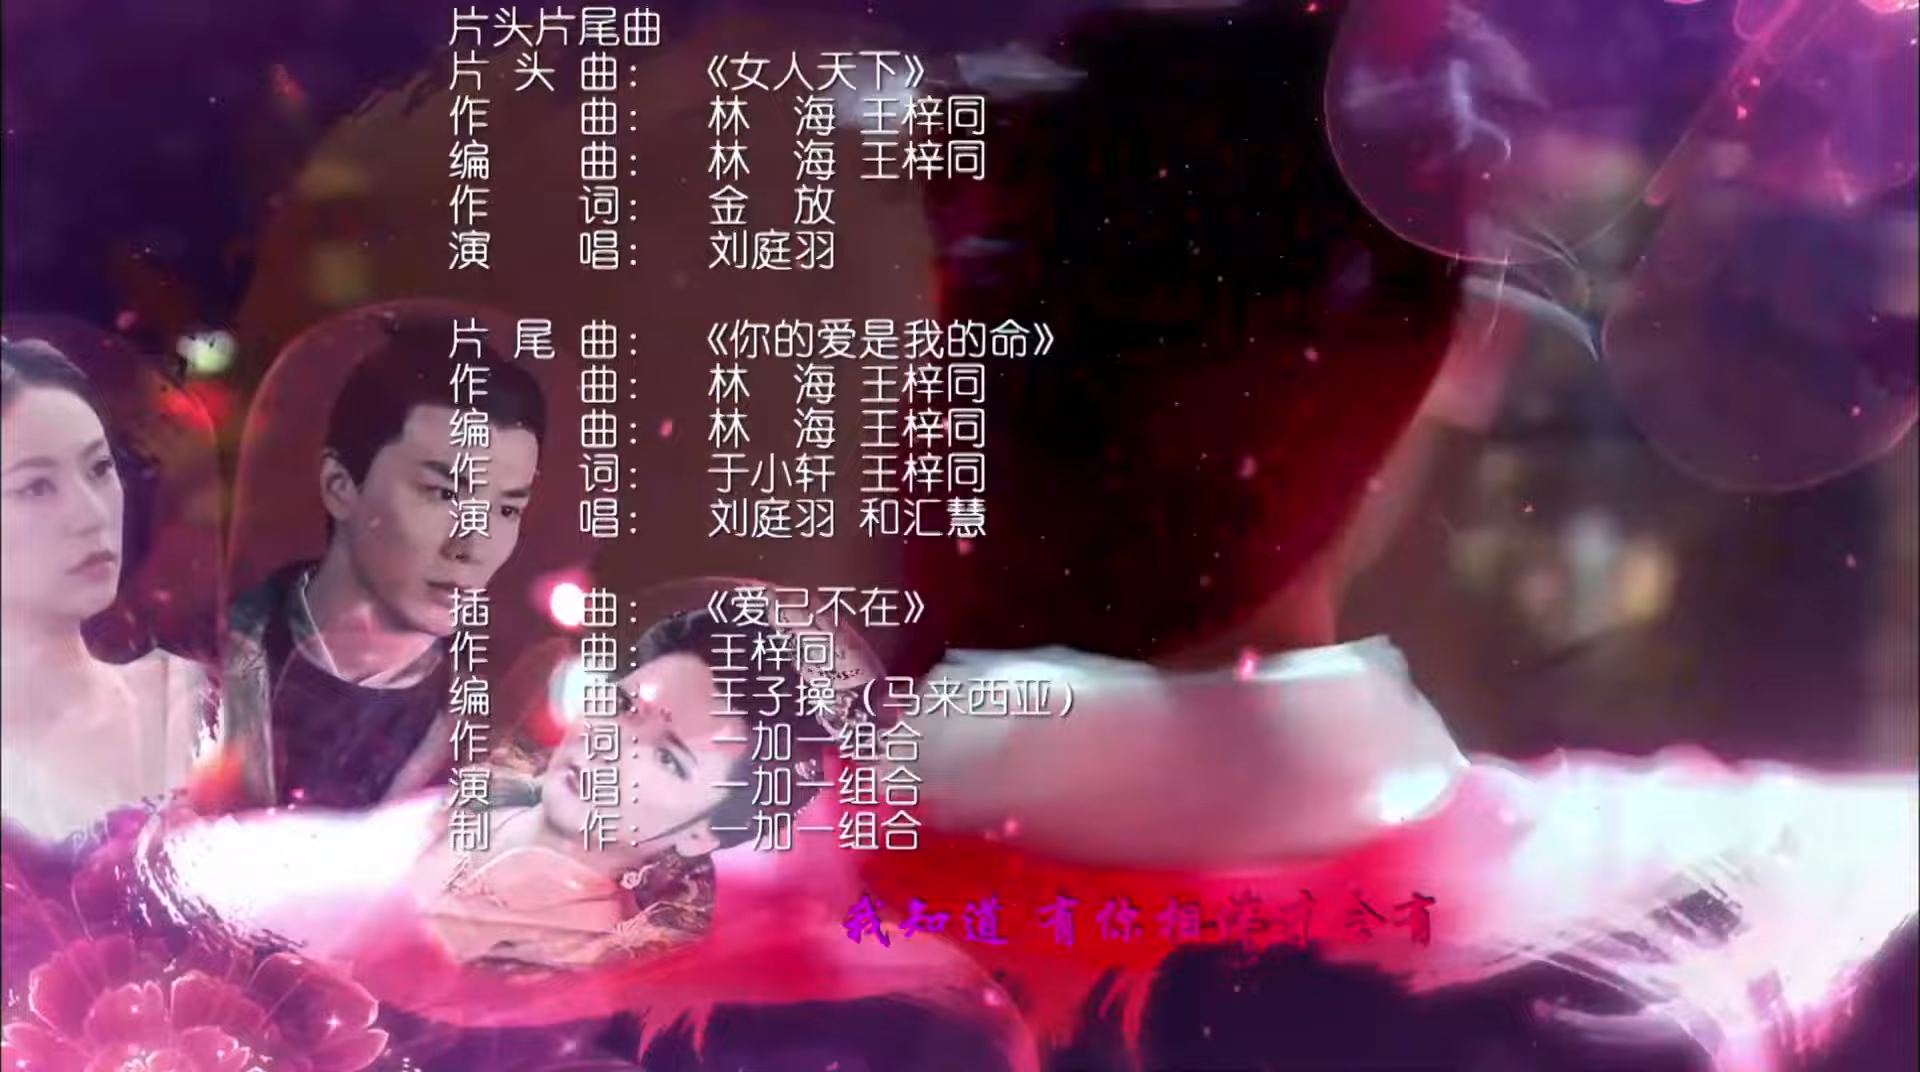 片头片尾曲
片头曲：《女人天下》
作曲：林海 王梓同
编曲：林海 王梓同
作词：金放
演唱：刘庭羽
片尾曲：《你的爱是我的命》
作曲：林海 王梓同
编曲：林海 王梓同
作词：于小轩 王梓同
演唱：刘庭羽 和汇慧
插曲：《爱已不在》
作曲：王梓同
编曲：王子操（马来西亚）
作词：一加一组合
演唱：一加一组合
制作：一加一组合
我知道 有你相伴才会有